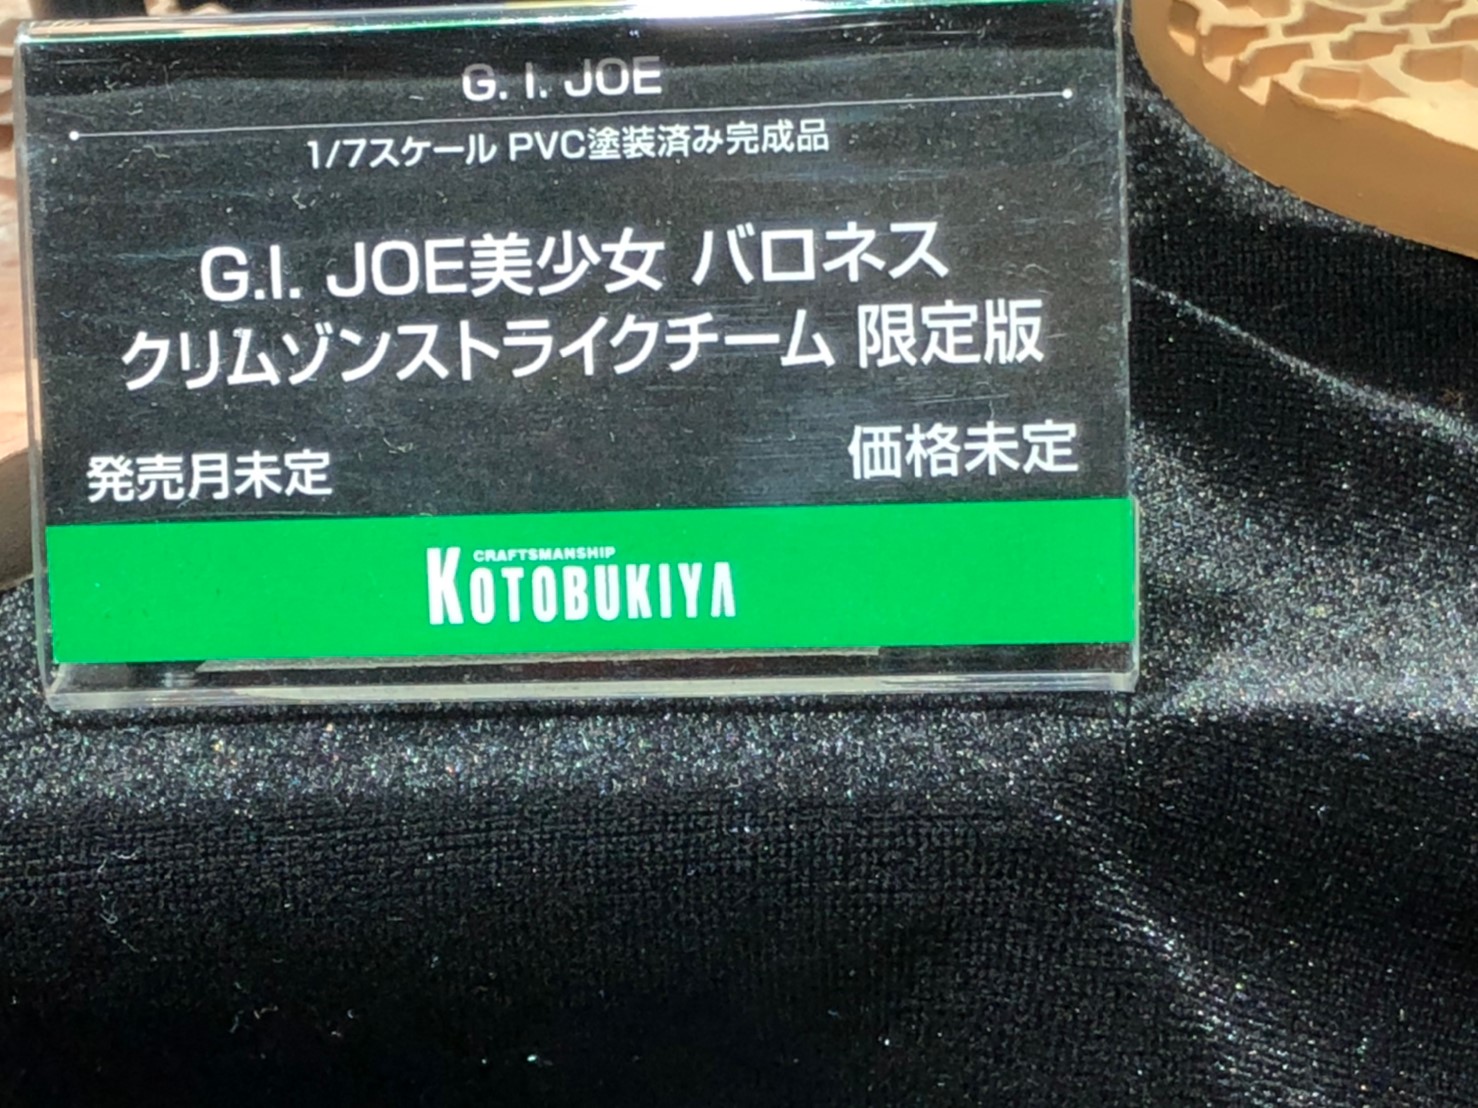 G. I. JOE
1/7スケール PVC塗装済み完成品
G.I. JOE美少女 バロネス
クリムゾンストライクチーム 限定版
発売月未定
価格未定
CRAFTSMANSHIP
KOTOBUKIYA